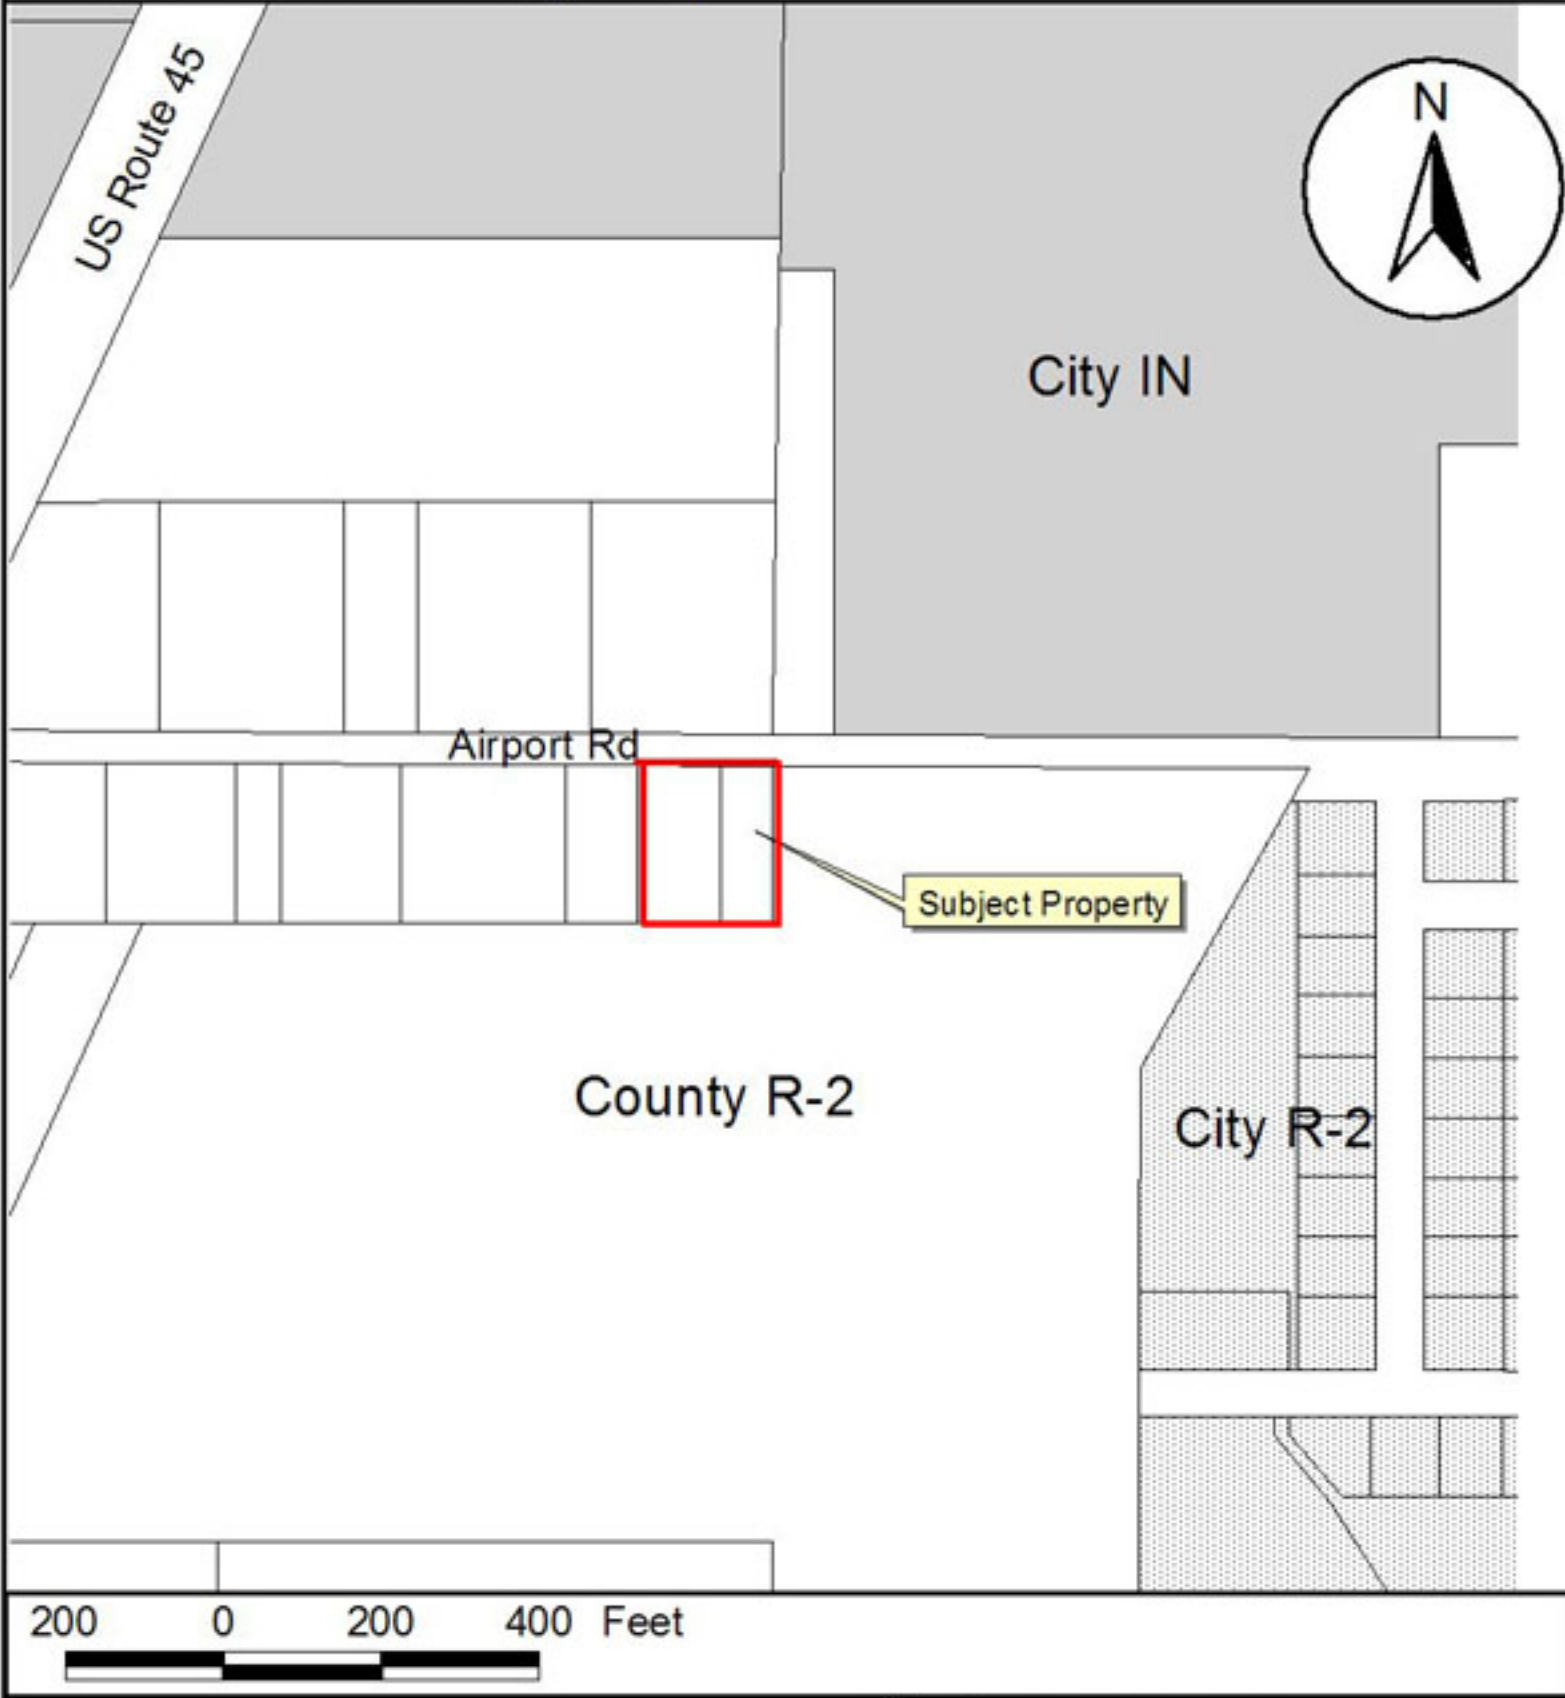 US Route 45
N
City IN
Airport Rd
Subject Property
County R-2
City R-2
200 0 200 400 Feet